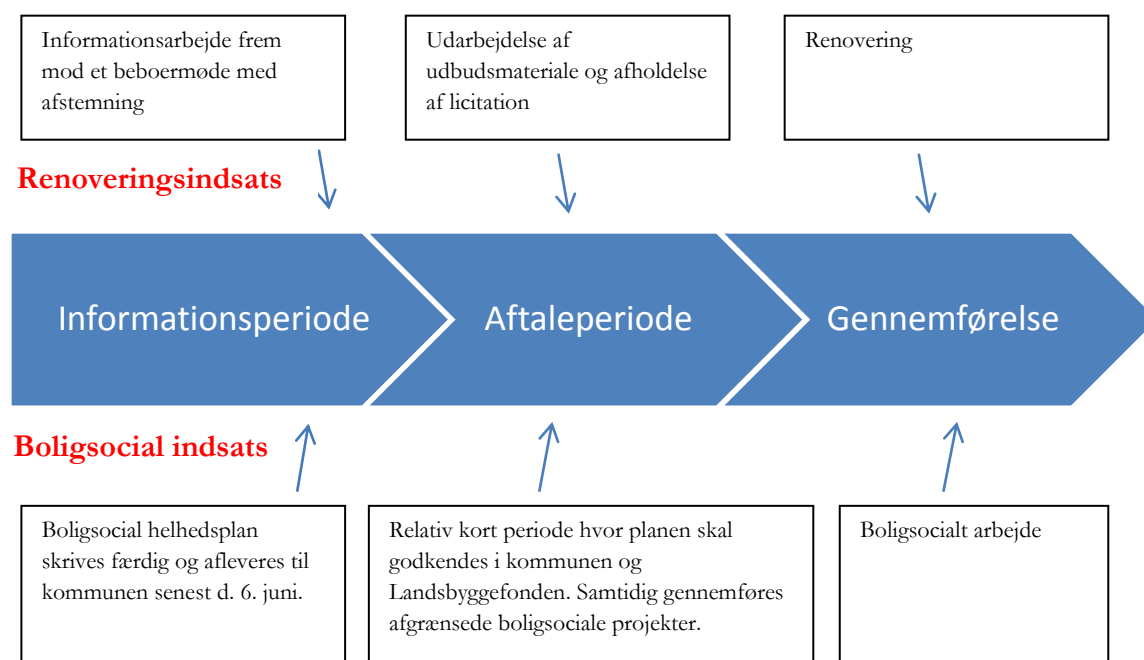 Informationsarbejde frem
mod et beboermøde med
afstemning
Udarbejdelse af
udbudsmateriale og afholdelse
af licitation
Renovering
Renoveringsindsats
Informationsperiode
Aftaleperiode
Gennemførelse
Boligsocial indsats
Boligsocial helhedsplan
skrives færdig og afleveres til
kommunen senest d. 6. juni.
Relativ kort periode hvor planen skal
godkendes i kommunen og
Landsbyggefonden. Samtidig gennemføres
afgrænsede boligsociale projekter.
Boligsocialt arbejde